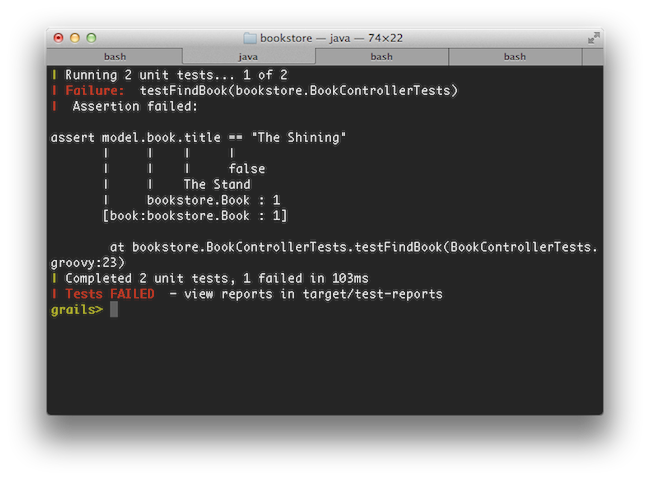 bookstore — java — 74×22
bash java bash bash
| Running 2 unit tests... 1 of 2
| Failure:  testFindBook(bookstore.BookControllerTests)
|  Assertion failed:
assert model.book.title == "The Shining"
       |     |    |     |
       |     |    |     false
       |     |    The Stand
       |     bookstore.Book : 1
       [book:bookstore.Book : 1]
        at bookstore.BookControllerTests.testFindBook(BookControllerTests.
groovy:23)
| Completed 2 unit tests, 1 failed in 103ms
| Tests FAILED  - view reports in target/test-reports
grails>